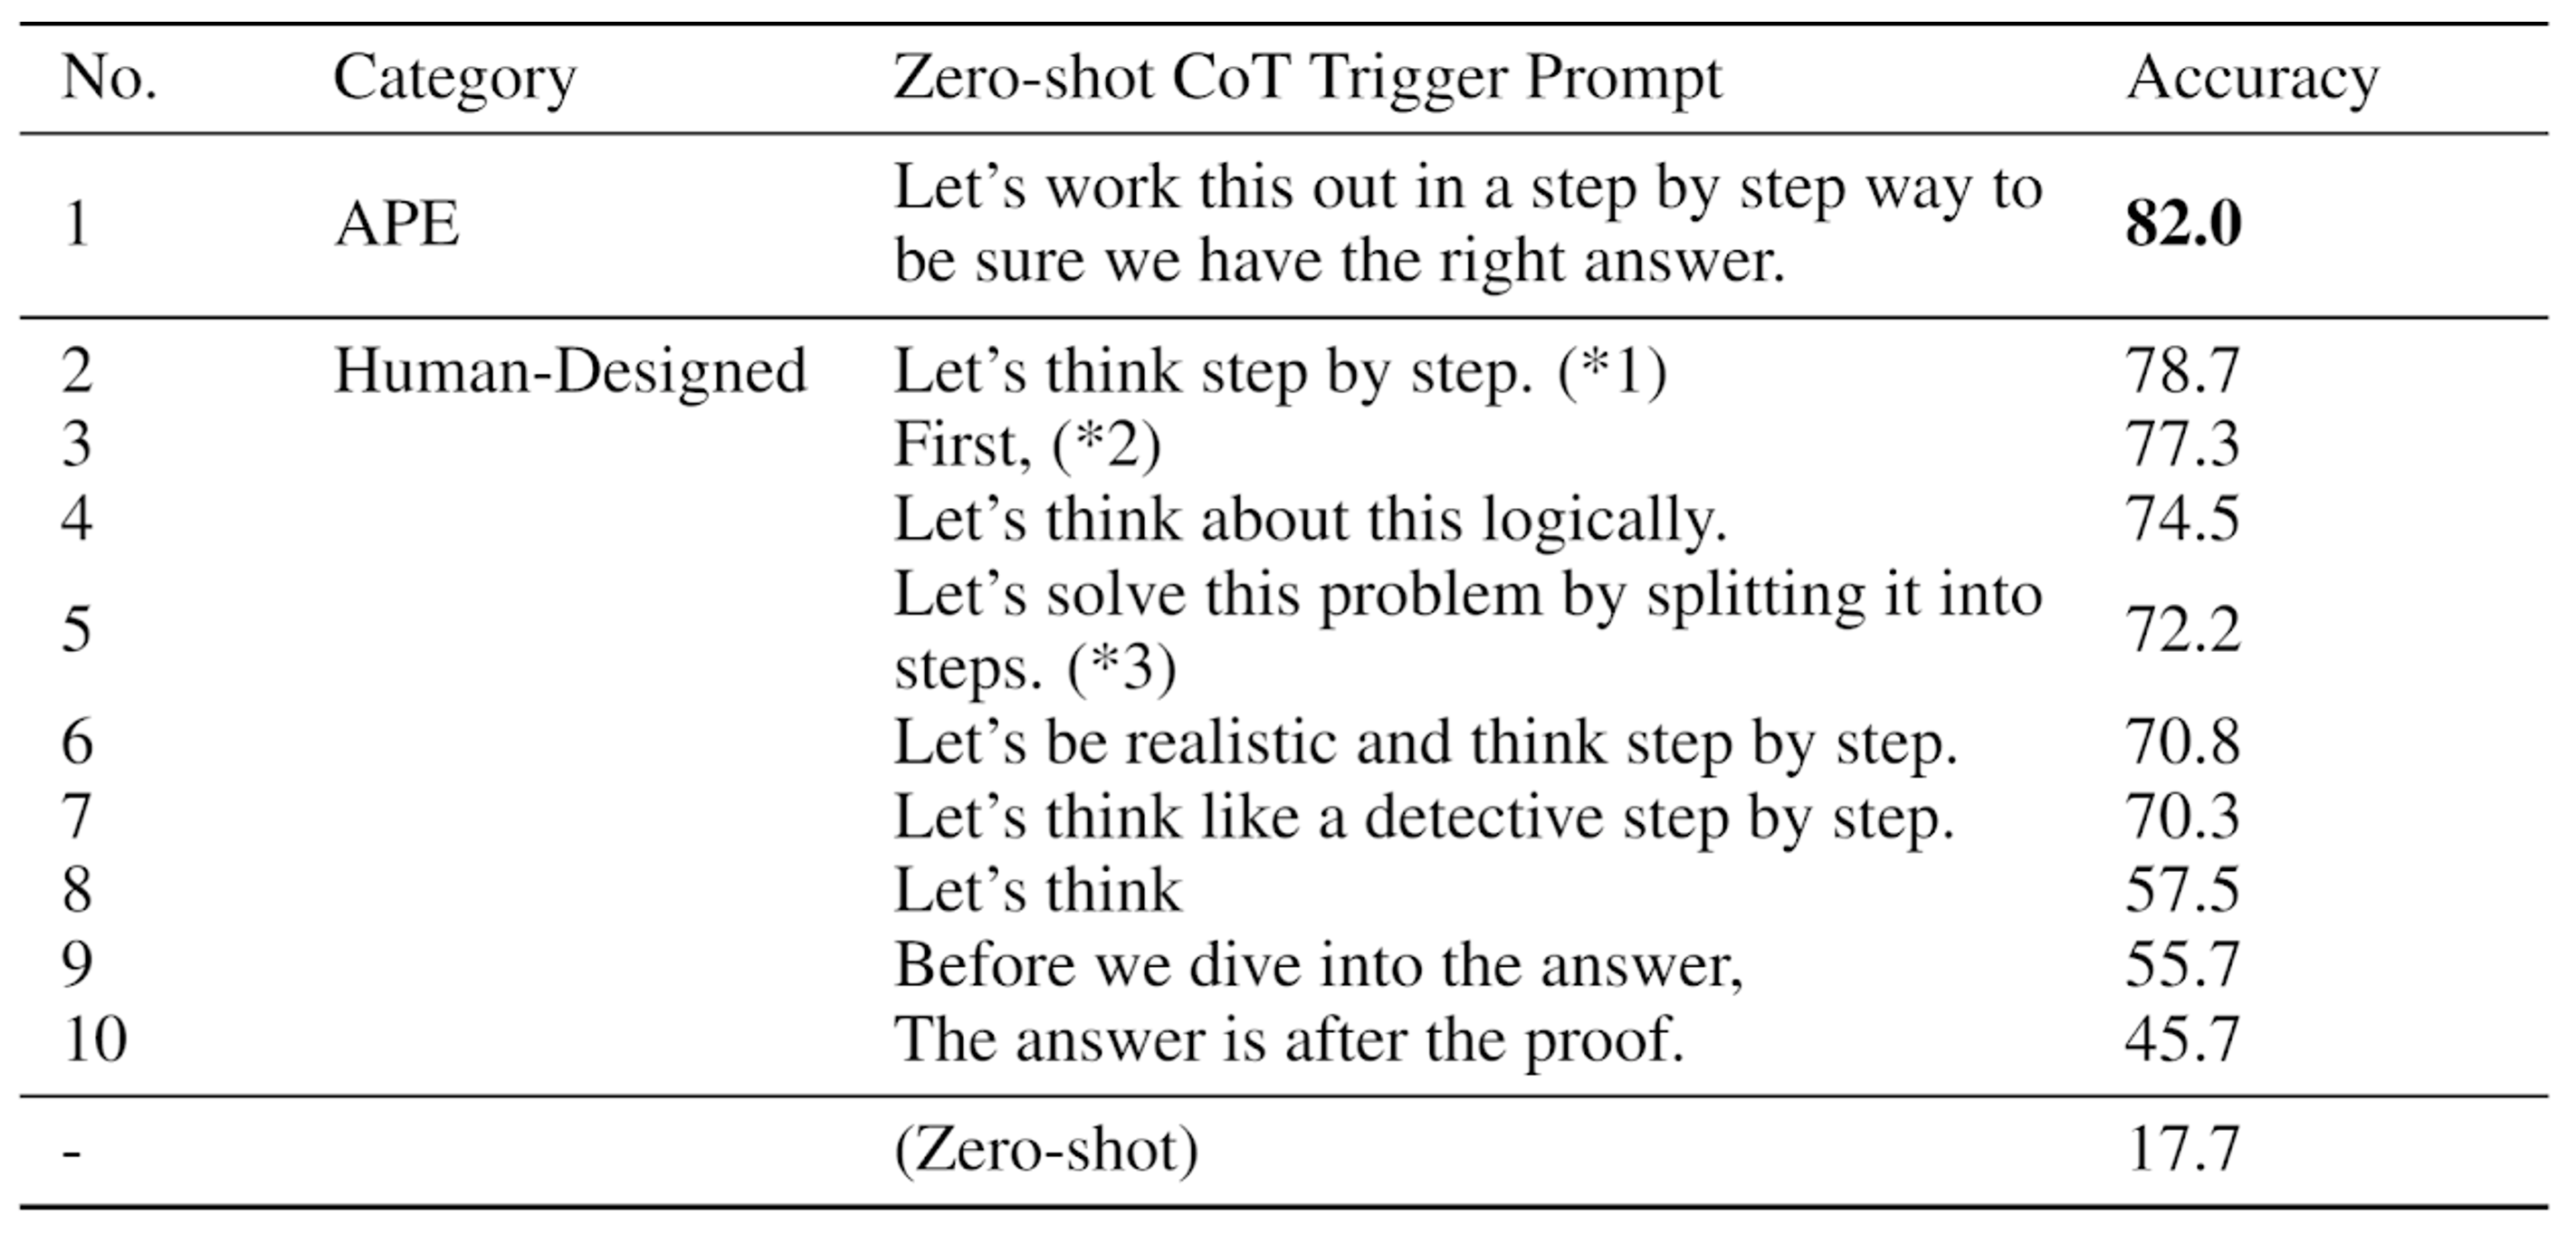 No. Category Zero-shot CoT Trigger Prompt Accuracy
1 APE Let’s work this out in a step by step way to
be sure we have the right answer. 82.0
2 Human-Designed Let’s think step by step. (*1) 78.7
3 First, (*2) 77.3
4 Let’s think about this logically. 74.5
5 Let’s solve this problem by splitting it into
steps. (*3) 72.2
6 Let’s be realistic and think step by step. 70.8
7 Let’s think like a detective step by step. 70.3
8 Let’s think 57.5
9 Before we dive into the answer, 55.7
10 The answer is after the proof. 45.7
- (Zero-shot) 17.7